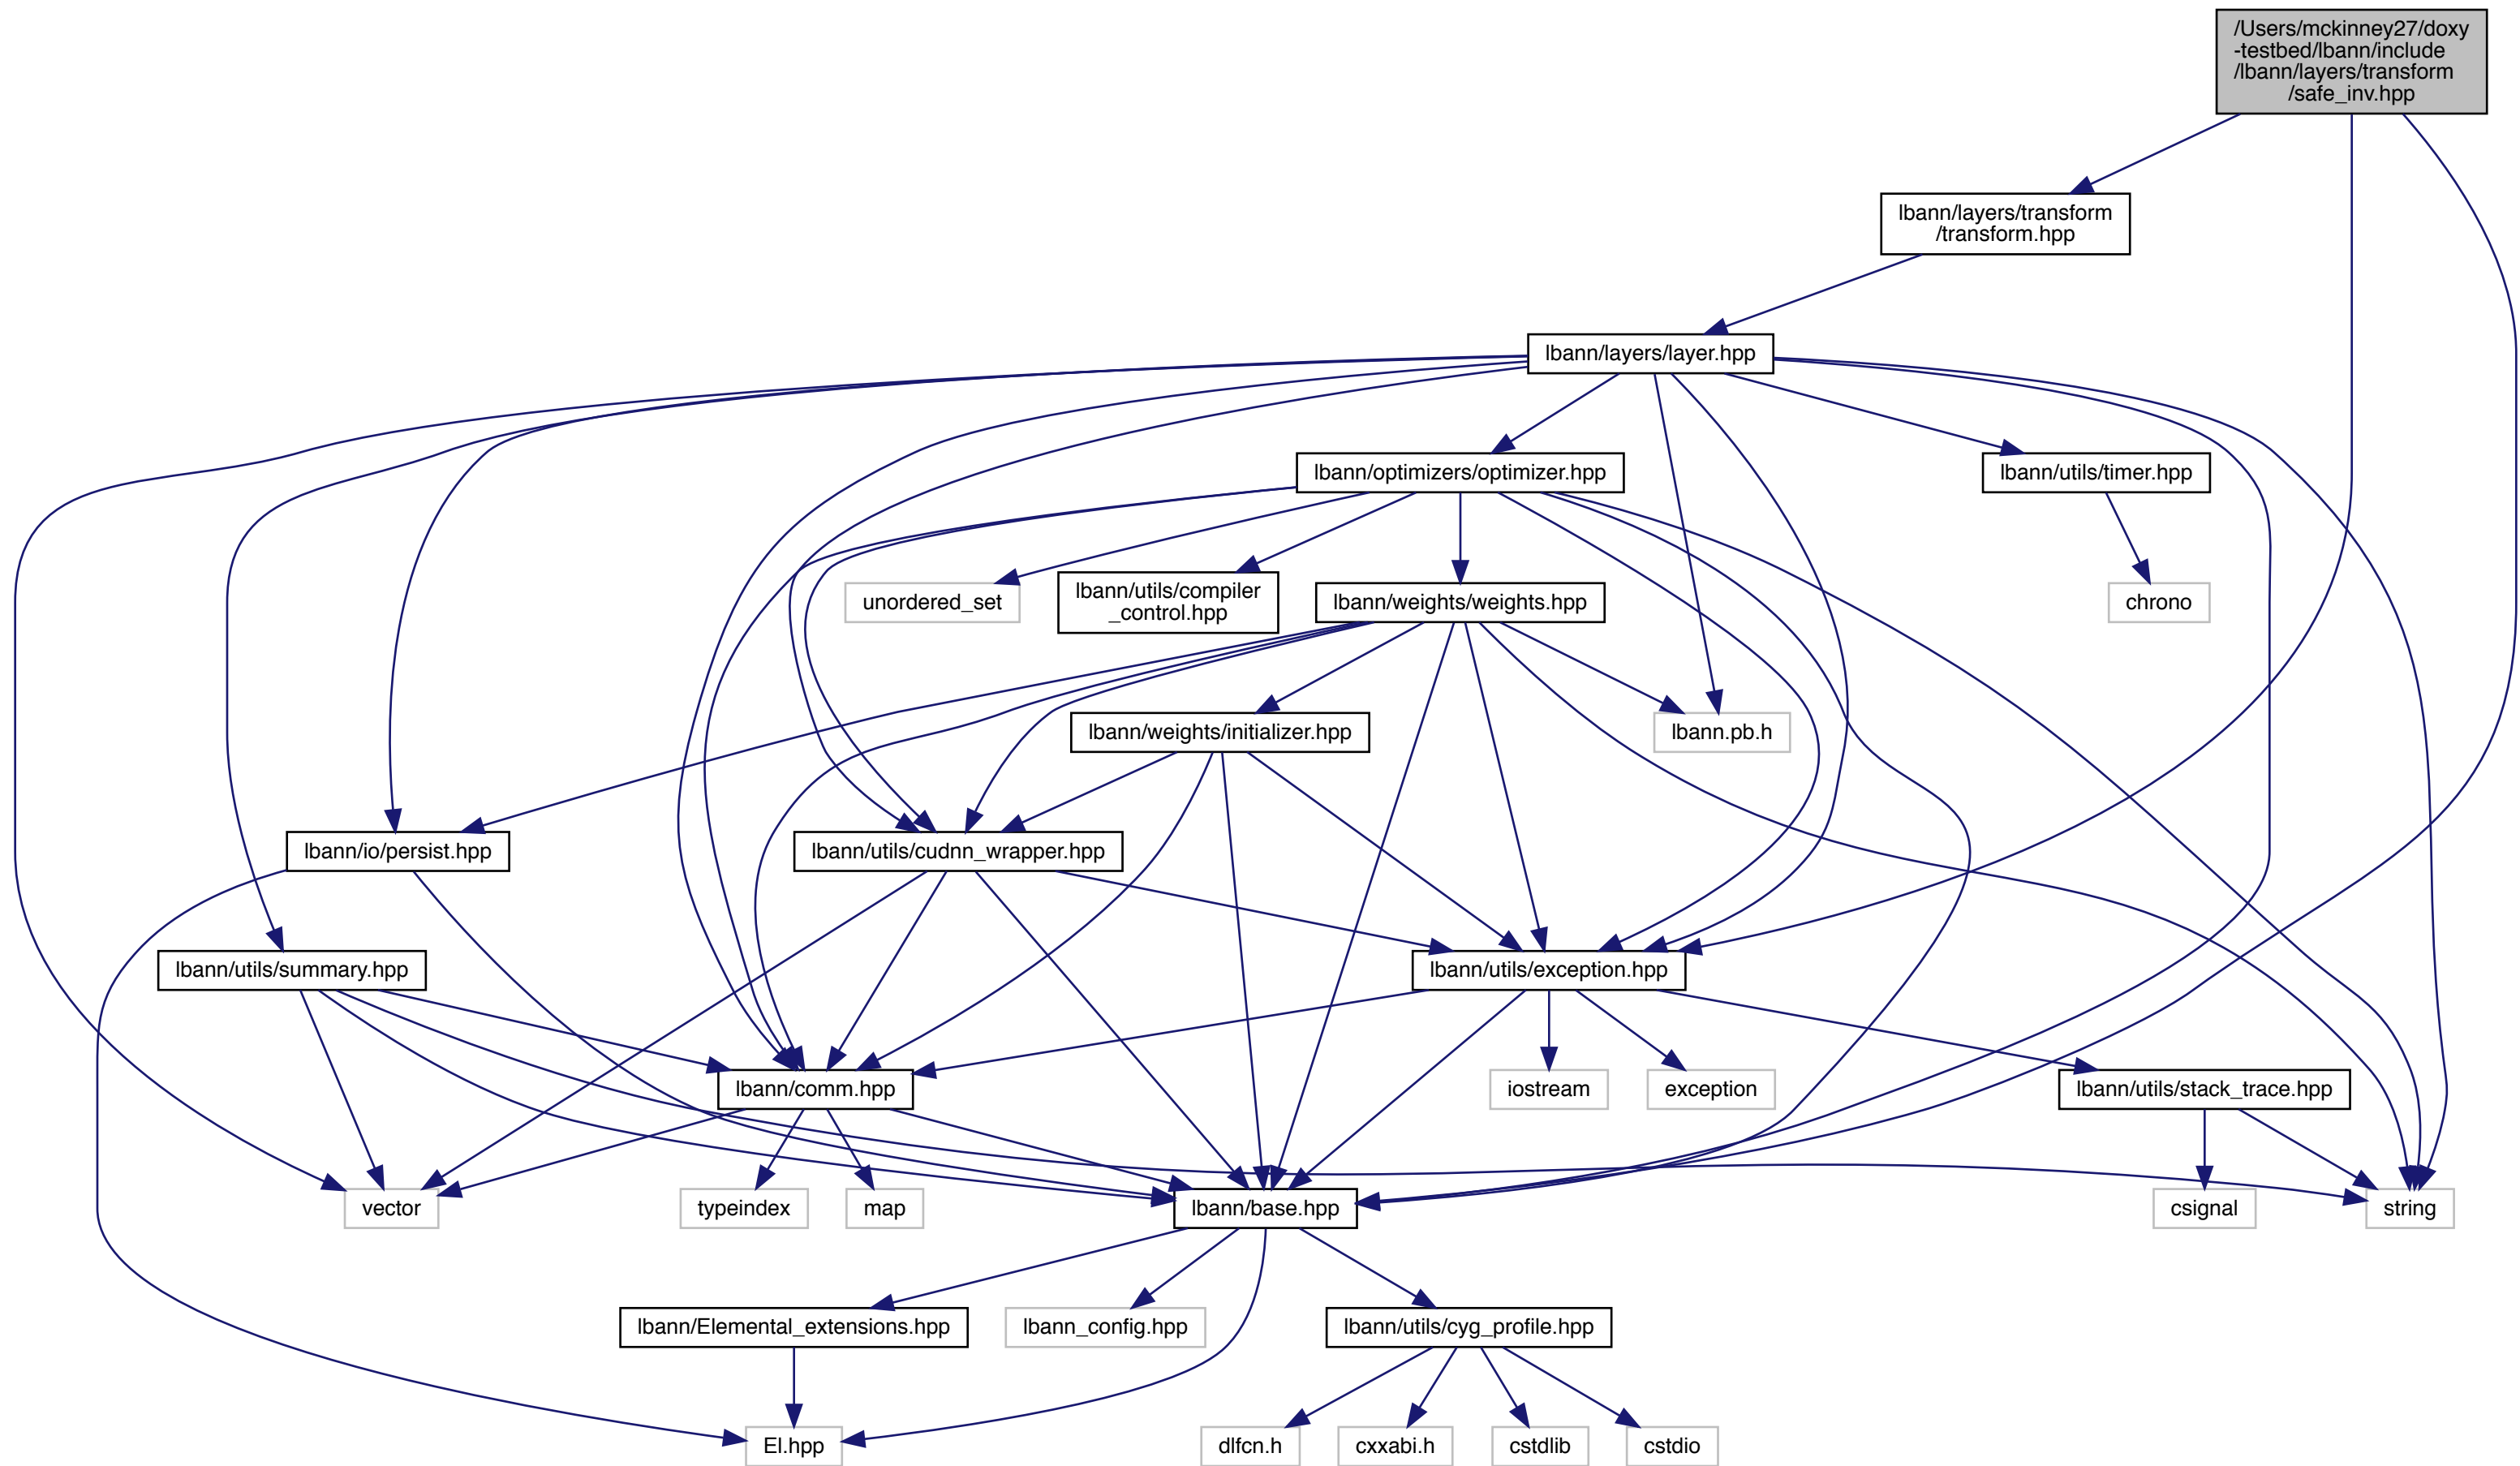 /Users/mckinney27/doxy
-testbed/lbann/include
/lbann/layers/transform
/safe_inv.hpp
lbann/layers/transform
/transform.hpp
lbann/layers/layer.hpp
lbann/optimizers/optimizer.hpp
lbann/utils/timer.hpp
unordered_set
lbann/utils/compiler
_control.hpp
lbann/weights/weights.hpp
chrono
lbann/weights/initializer.hpp
lbann.pb.h
lbann/io/persist.hpp
lbann/utils/cudnn_wrapper.hpp
lbann/utils/summary.hpp
lbann/utils/exception.hpp
lbann/comm.hpp
iostream
exception
lbann/utils/stack_trace.hpp
vector
typeindex
map
lbann/base.hpp
csignal
string
lbann/Elemental_extensions.hpp
lbann_config.hpp
lbann/utils/cyg_profile.hpp
El.hpp
dlfcn.h
cxxabi.h
cstdlib
cstdio